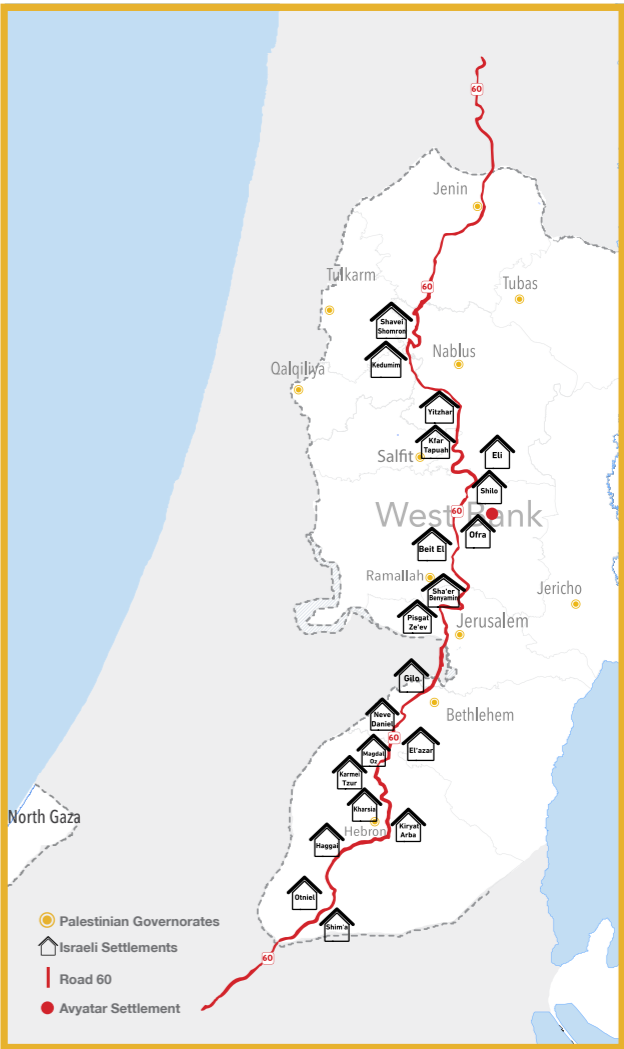 60
Jenin
Tulkarm
60
Tubas
Shavei
Shomron
Nablus
Kedumim
Qalqiliya
Yitzhar
Kfar
Tapuah
Salfit
Eli
Shilo
West Bank
60
Ofra
Beit El
Ramallah
Sha'er
Benyamin
Jericho
Pisgat
Ze'ev
Jerusalem
Gilo
Bethlehem
Neve
Daniel
60
El'azar
Magdal
Oz
Karmei
Tzur
Kharsia
North Gaza
Hebron
Kiryat
Arba
Haggai
Otniel
Shim'a
60
Palestinian Governorates
Israeli Settlements
Road 60
Avyatar Settlement